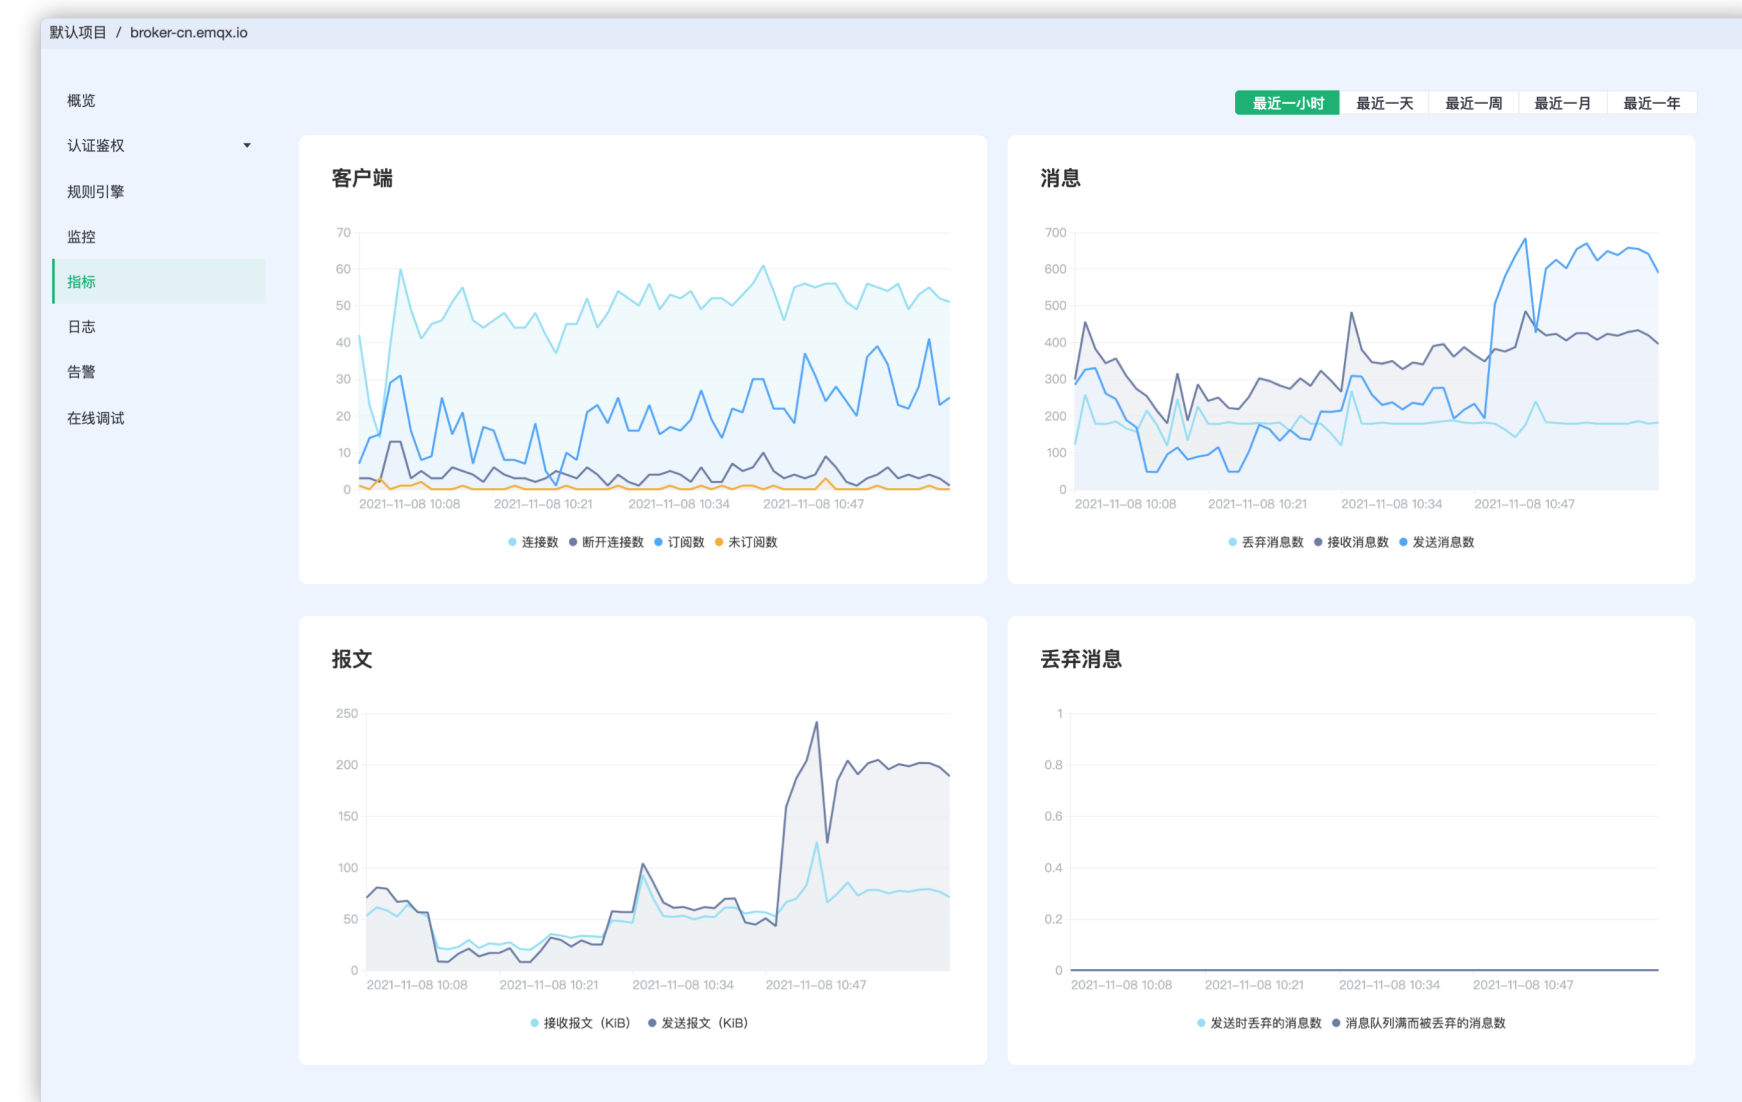 默认项目 / broker-cn.emqx.io
概览
认证鉴权
规则引擎
监控
指标
日志
告警
在线调试
最近一小时 最近一天 最近一周 最近一月 最近一年
客户端
70
60
50
40
30
20
10
0
2021-11-08 10:08 2021-11-08 10:21 2021-11-08 10:34 2021-11-08 10:47
连接数 断开连接数 订阅数 未订阅数
消息
700
600
500
400
300
200
100
0
2021-11-08 10:08 2021-11-08 10:21 2021-11-08 10:34 2021-11-08 10:47
丢弃消息数 接收消息数 发送消息数
报文
250
200
150
100
50
0
2021-11-08 10:08 2021-11-08 10:21 2021-11-08 10:34 2021-11-08 10:47
接收报文（KiB） 发送报文（KiB）
丢弃消息
1
0.8
0.6
0.4
0.2
0
2021-11-08 10:08 2021-11-08 10:21 2021-11-08 10:34 2021-11-08 10:47
发送时丢弃的消息数 消息队列满而被丢弃的消息数